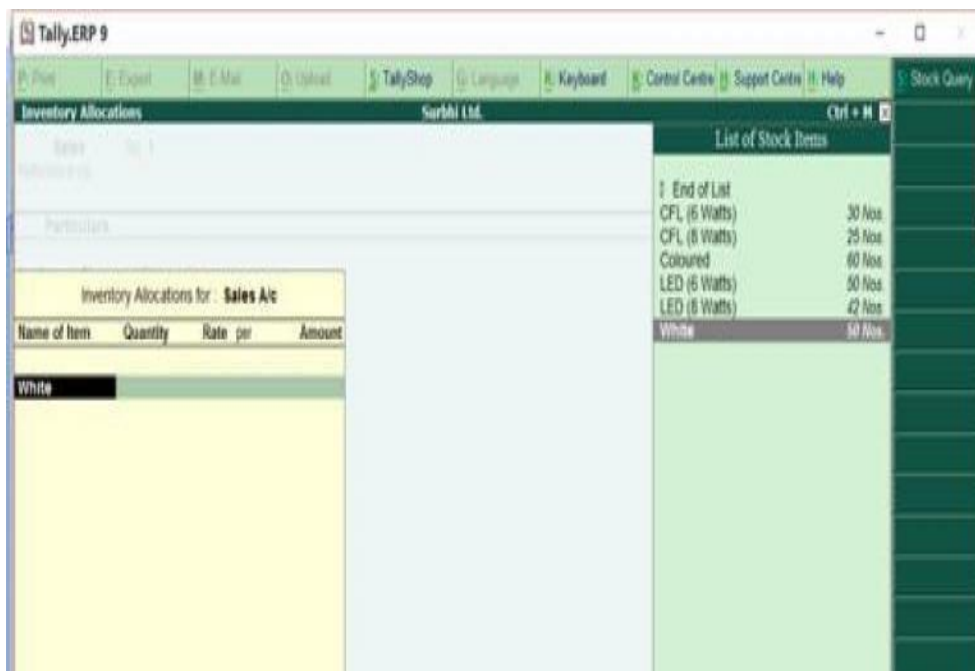 Tally.ERP 9
P: Print E: Export M: E-Mail O: Upload S: TallyShop G: Language K: Keyboard K: Control Centre H: Support Centre H: Help
S: Stock Query
Inventory Allocations Surbhi Ltd. Ctrl + M
List of Stock Items
Sales No. 1
End of List
CFL (6 Watts) 30 Nos.
Particulars
CFL (8 Watts) 25 Nos.
Coloured 60 Nos.
LED (6 Watts) 50 Nos.
LED (8 Watts) 42 Nos.
White 50 Nos.
Inventory Allocations for : Sales A/c
Name of Item Quantity Rate per Amount
White